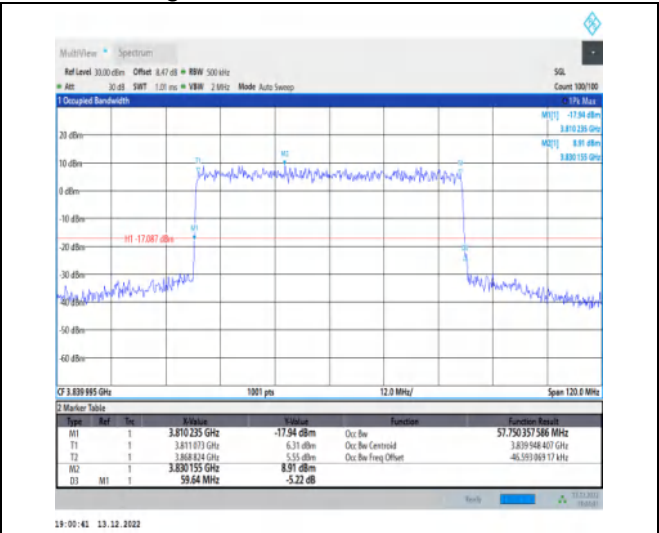 MultiView Spectrum
Ref Level 30.00 dBm Offset 8.47 dB RBW 500 kHz SGL
Att 30 dB SWT 1.01 ms VBW 2 MHz Mode Auto Sweep Count 100/100
1 Occupied Bandwidth 1Pk Max
M1[1] -17.94 dBm
3.810 235 GHz
M2[1] 8.91 dBm
3.830 155 GHz
20 dBm
10 dBm
0 dBm
-10 dBm
-20 dBm
-30 dBm
-40 dBm
-50 dBm
-60 dBm
T1
M2
M1
H1 -17.087 dBm
CF 3.839 995 GHz 1001 pts 12.0 MHz/ Span 120.0 MHz
2 Marker Table
Type Ref Trc X-Value Y-Value Function Function Result
M1 1 3.810 235 GHz -17.94 dBm Occ Bw 57.750 357 586 MHz
T1 1 3.811 073 GHz 6.31 dBm Occ Bw Centroid 3.839 948 407 GHz
T2 1 3.868 824 GHz 5.55 dBm Occ Bw Freq Offset -46.593 069 17 kHz
M2 1 3.830 155 GHz 8.91 dBm
D3 M1 1 59.64 MHz -5.22 dB
Ready 13.12.2022
19:00:41 13.12.2022